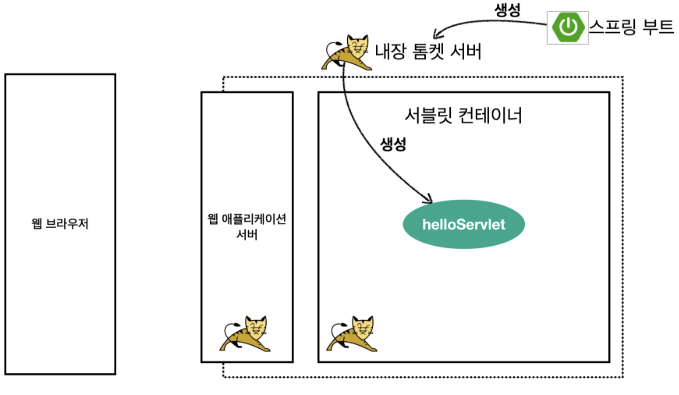 생성
스프링 부트
내장 톰켓 서버
서블릿 컨테이너
생성
웹 브라우저
웹 애플리케이션
서버
helloServlet